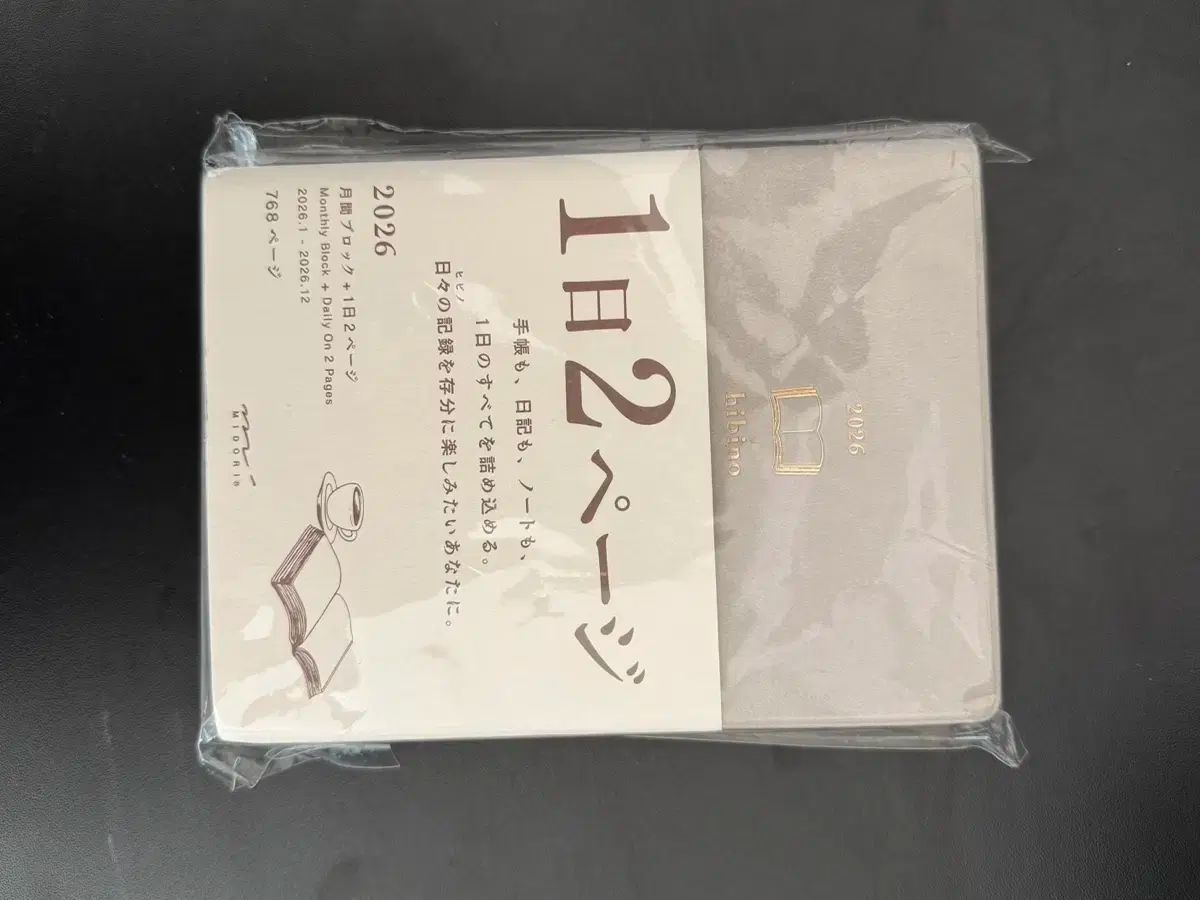 2026
hibino
1日2ページ
手帳も、日記も、ノートも、
1日のすべてを詰め込める。
ヒビノ
日々の記録を存分に楽しみたいあなたに。
2026
月間ブロック+1日2ページ
Monthly Block + Daily On 2 Pages
2026.1 - 2026.12
768ページ
MIDORI®